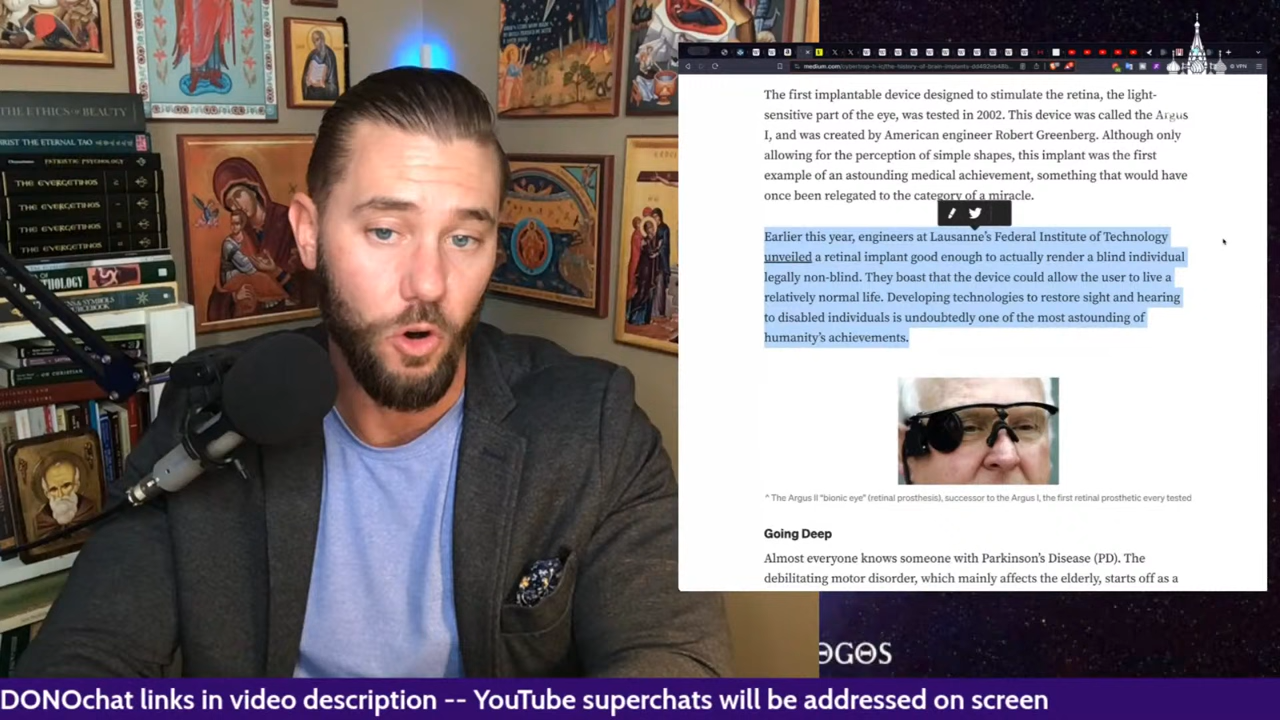 THE ETHICS OF BEAUTY
CHRIST THE ETERNAL TAO
PATRISTIC PSYCHOLOGY
THE EVERGETINOS
THE EVERGETINOS
THE EVERGETINOS
THE EVERGETINOS
The first implantable device designed to stimulate the retina, the light-
sensitive part of the eye, was tested in 2002. This device was called the Argus
I, and was created by American engineer Robert Greenberg. Although only
allowing for the perception of simple shapes, this implant was the first
example of an astounding medical achievement, something that would have
once been relegated to the category of a miracle.
Earlier this year, engineers at Lausanne’s Federal Institute of Technology
unveiled a retinal implant good enough to actually render a blind individual
legally non-blind. They boast that the device could allow the user to live a
relatively normal life. Developing technologies to restore sight and hearing
to disabled individuals is undoubtedly one of the most astounding of
humanity’s achievements.
^ The Argus II “bionic eye” (retinal prosthesis), successor to the Argus I, the first retinal prosthetic every tested
Going Deep
Almost everyone knows someone with Parkinson’s Disease (PD). The
debilitating motor disorder, which mainly affects the elderly, starts off as a
OGOS
DONOchat links in video description -- YouTube superchats will be addressed on screen